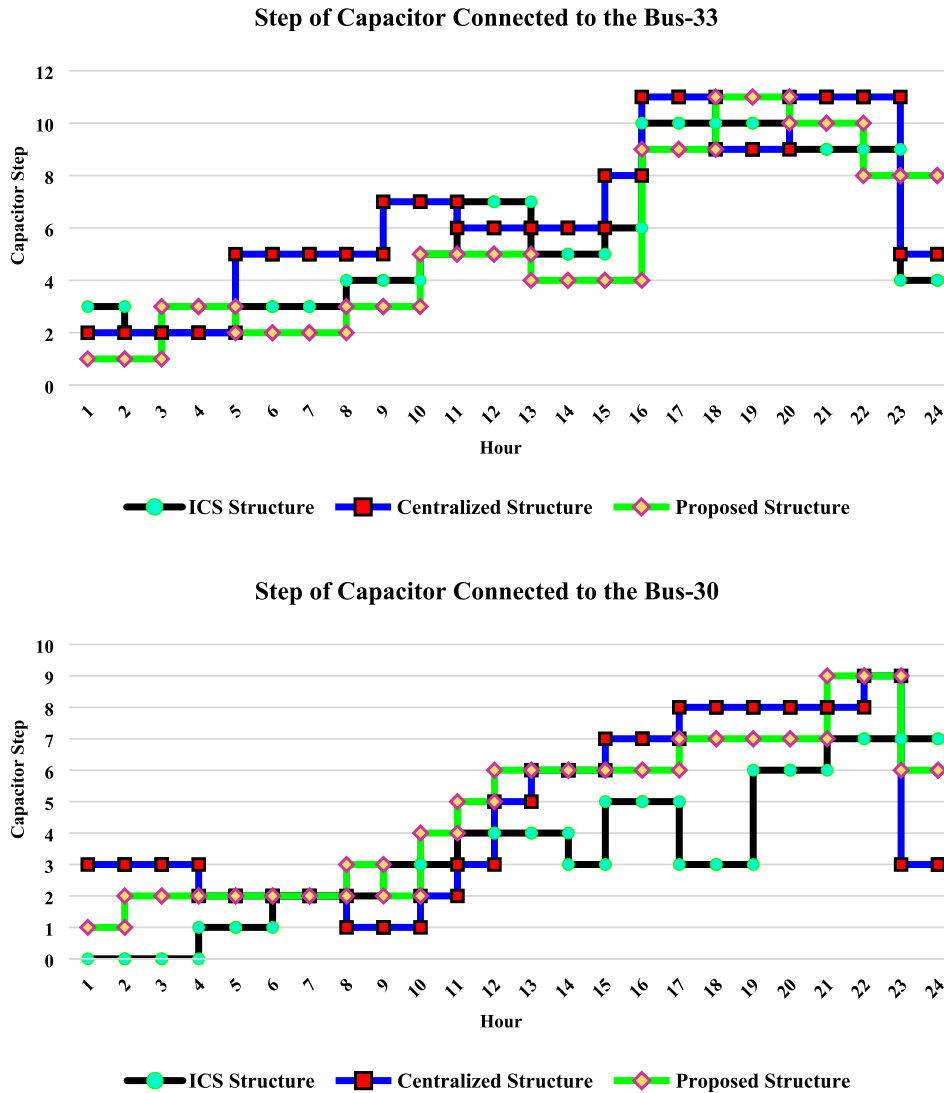 Step of Capacitor Connected to the Bus-33
12
10
8
6
4
2
0
Capacitor Step
1 2 3 4 5 6 7 8 9 10 11 12 13 14 15 16 17 18 19 20 21 22 23 24
Hour
ICS Structure Centralized Structure Proposed Structure
Step of Capacitor Connected to the Bus-30
10
9
8
7
6
5
4
3
2
1
0
Capacitor Step
1 2 3 4 5 6 7 8 9 10 11 12 13 14 15 16 17 18 19 20 21 22 23 24
Hour
ICS Structure Centralized Structure Proposed Structure